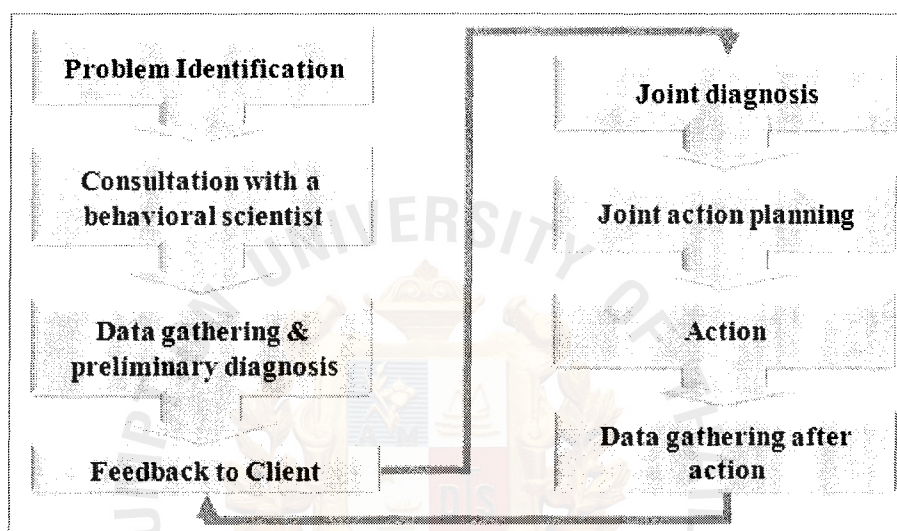 Problem Identification
Consultation with a
behavioral scientist
Data gathering &
preliminary diagnosis
Feedback to Client
Joint diagnosis
Joint action planning
Action
Data gathering after
action